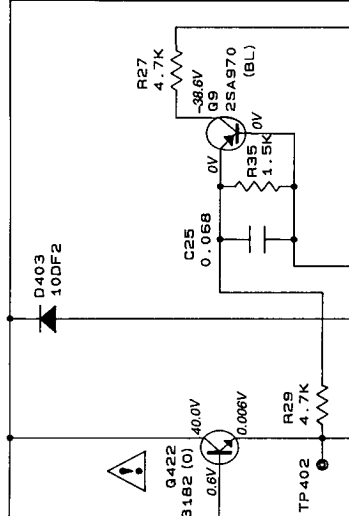 R27
4.7K
-38.6V
Q9
2SA970
(BL)
0V
0V
R35
1.5K
C25
0.068
D403
10DF2
40.0V
0.006V
R29
4.7K
Q422
3182 (O)
0.6V
TP402